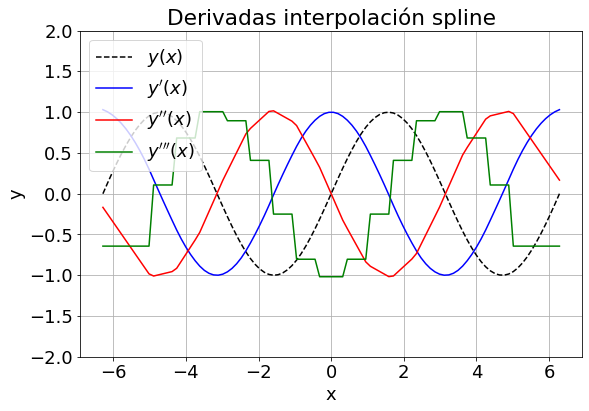 Derivadas interpolación spline
2.0
1.5
1.0
0.5
0.0
−0.5
−1.0
−1.5
−2.0
y
y(x)
y′(x)
y′′(x)
y′′′(x)
−6 −4 −2 0 2 4 6
x